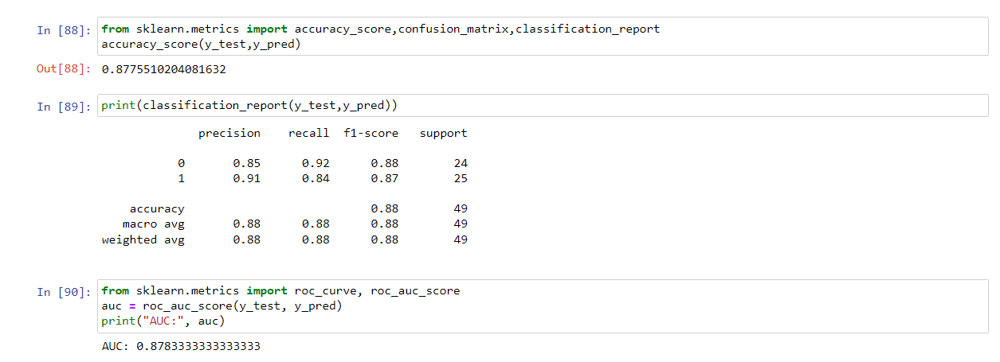 In [88]: from sklearn.metrics import accuracy_score,confusion_matrix,classification_report
accuracy_score(y_test,y_pred)
Out[88]: 0.8775510204081632
In [89]: print(classification_report(y_test,y_pred))
precision recall f1-score support
0 0.85 0.92 0.88 24
1 0.91 0.84 0.87 25
accuracy 0.88 49
macro avg 0.88 0.88 0.88 49
weighted avg 0.88 0.88 0.88 49
In [90]: from sklearn.metrics import roc_curve, roc_auc_score
auc = roc_auc_score(y_test, y_pred)
print("AUC:", auc)
AUC: 0.8783333333333333